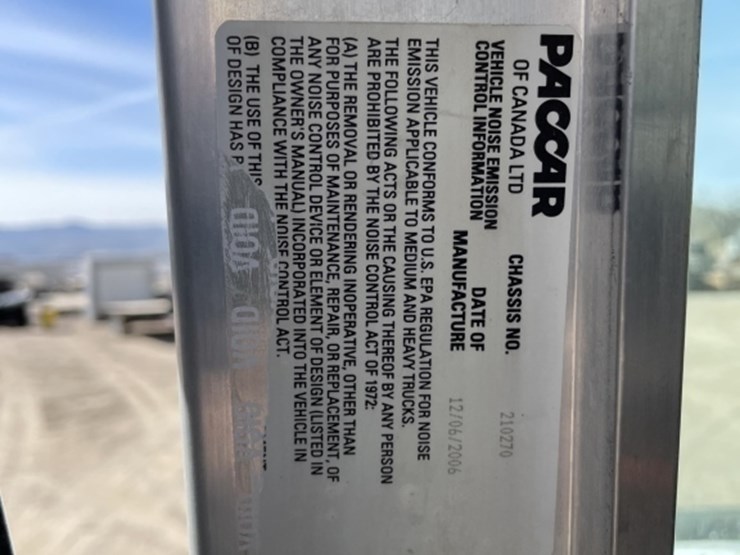 PACCAR
OF CANADA LTD
VEHICLE NOISE EMISSION
CONTROL INFORMATION
CHASSIS NO. 210270
DATE OF
MANUFACTURE 12/06/2006
THIS VEHICLE CONFORMS TO U.S. EPA REGULATION FOR NOISE
EMISSION APPLICABLE TO MEDIUM AND HEAVY TRUCKS.
THE FOLLOWING ACTS OR THE CAUSING THEREOF BY ANY PERSON
ARE PROHIBITED BY THE NOISE CONTROL ACT OF 1972:
(A) THE REMOVAL OR RENDERING INOPERATIVE, OTHER THAN
FOR PURPOSES OF MAINTENANCE, REPAIR, OR REPLACEMENT, OF
ANY NOISE CONTROL DEVICE OR ELEMENT OF DESIGN (LISTED IN
THE OWNER'S MANUAL) INCORPORATED INTO THE VEHICLE IN
COMPLIANCE WITH THE NOISE CONTROL ACT.
(B) THE USE OF THIS
OF DESIGN HAS
VOID